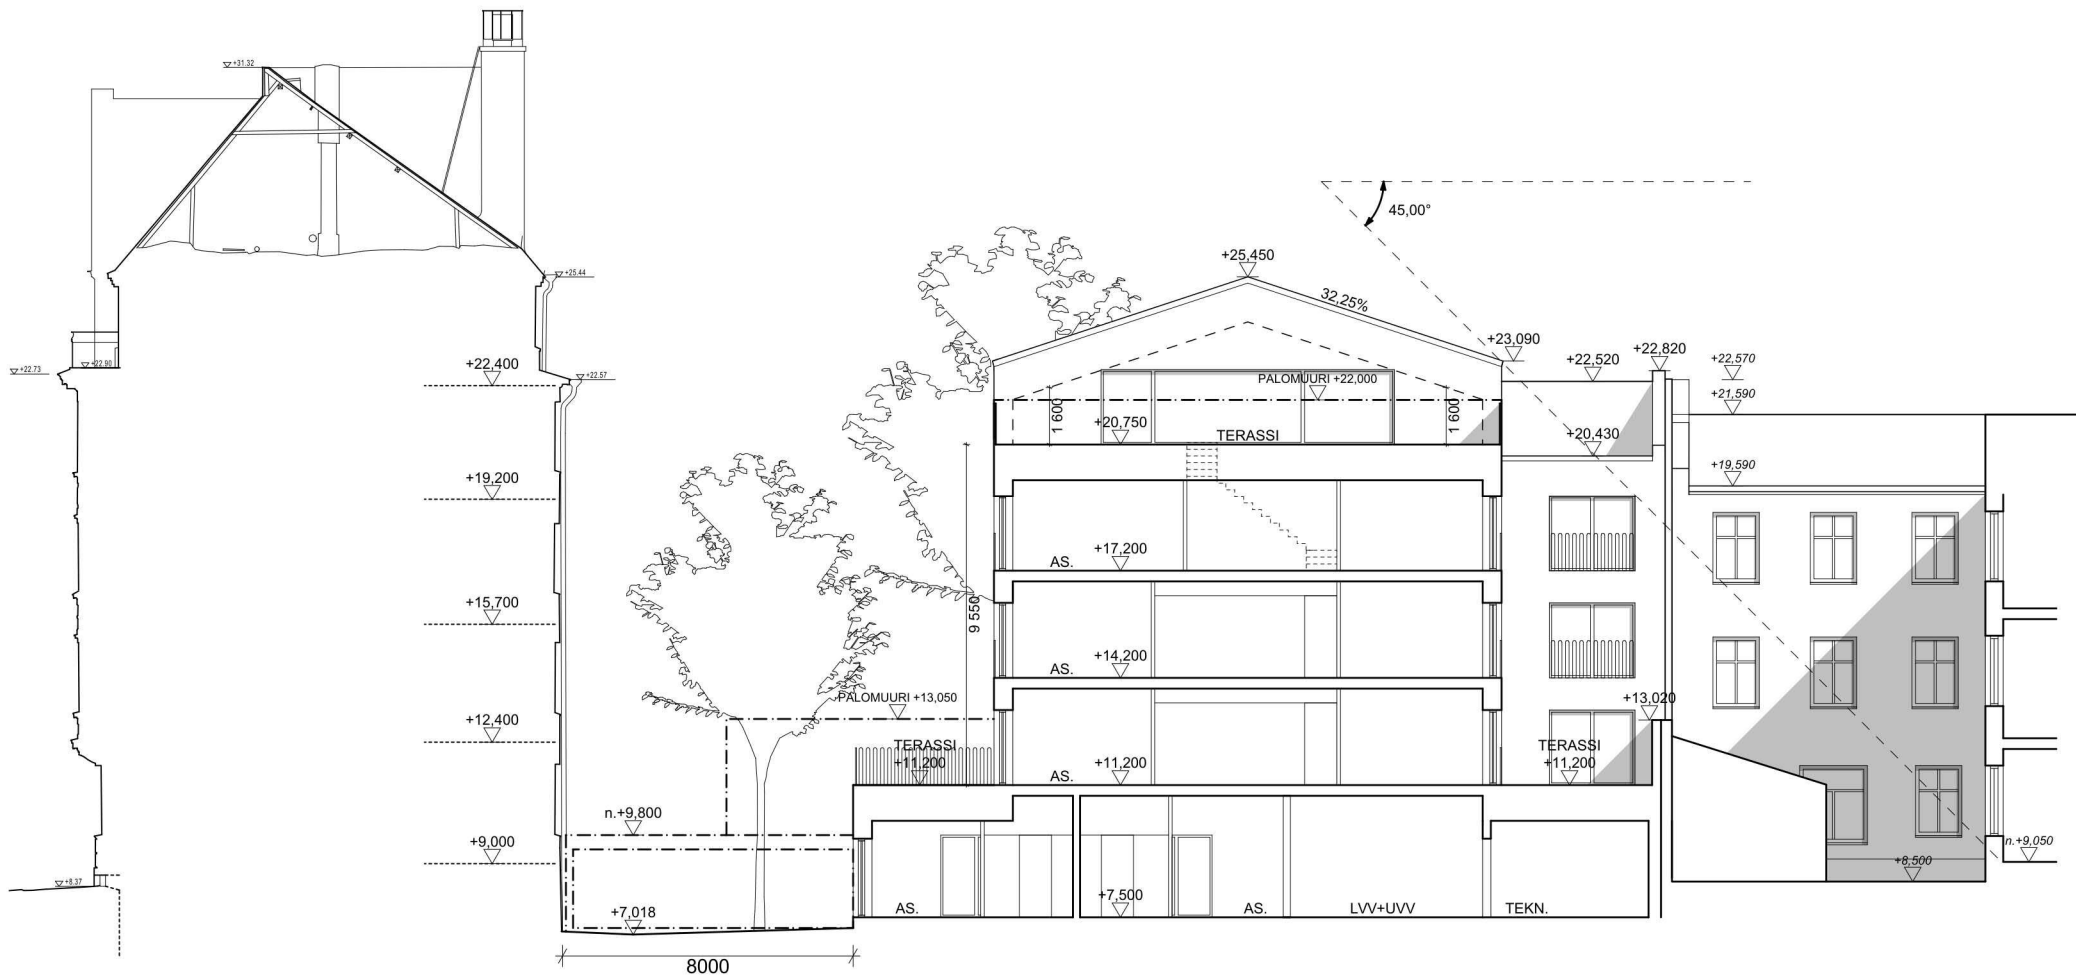 +31.32
45,00°
+25,450
+25.44
32,25%
+23,090
+22,820
+22,520
+22,570
+22.73
+22.90
+22,400
+22.57
PALOMUURI +22,000
+21,590
1 600
1 600
+20,750
TERASSI
+20,430
+19,590
+19,200
AS.
+17,200
+15,700
9 550
AS.
+14,200
PALOMUURI +13,050
+13,020
+12,400
TERASSI
+11,200
AS.
+11,200
TERASSI
+11,200
n.+9,800
+9,000
n.+9,050
+8,500
+8.37
+7,018
AS.
+7,500
AS.
LVV+UVV
TEKN.
8000